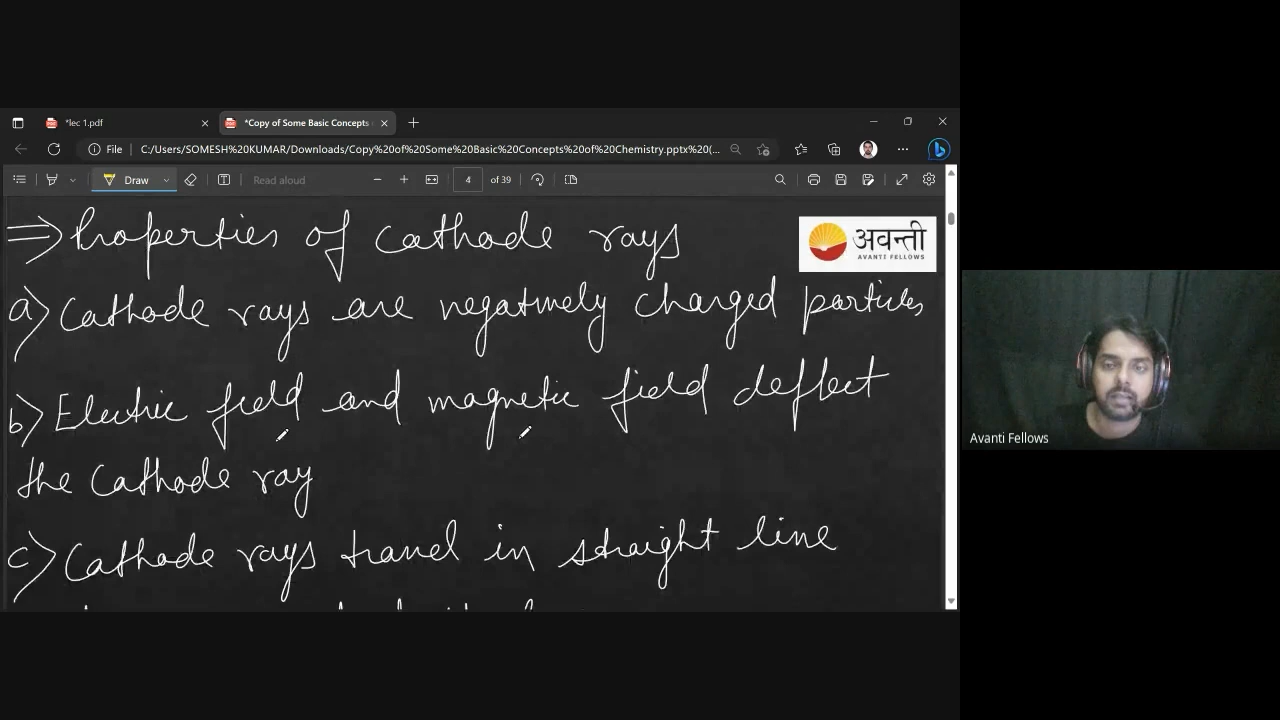 *lec 1.pdf
*Copy of Some Basic Concepts
File
C:/Users/SOMESH%20KUMAR/Downloads/Copy%20of%20Some%20Basic%20Concepts%20of%20Chemistry.pptx%20(...
Draw
Read aloud
4 of 39
⇒ Properties of cathode rays
अवन्ती
AVANTI FELLOWS
a) Cathode rays are negatively charged particles
b) Electric field and magnetic field deflect
the Cathode ray
c) Cathode rays travel in straight line
Avanti Fellows